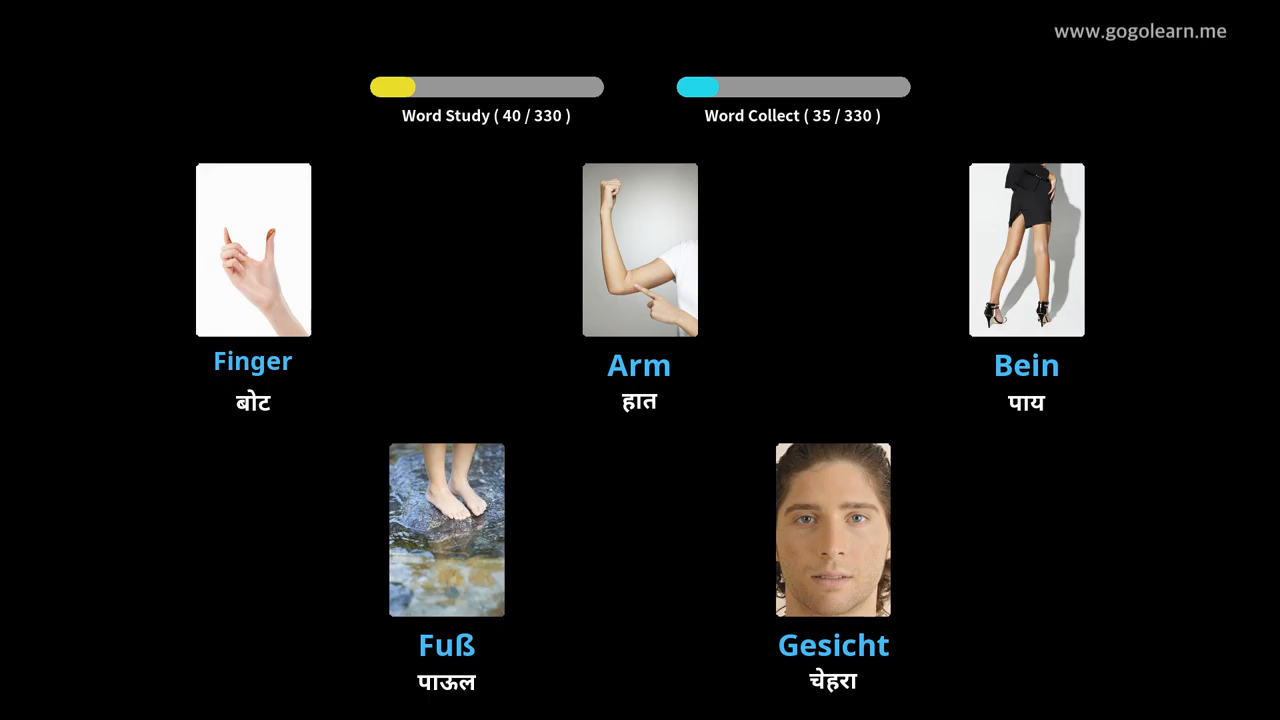 www.gogolearn.me
Word Study ( 40 / 330 )
Word Collect ( 35 / 330 )
Finger
बोट
Arm
हात
Bein
पाय
Fuß
पाऊल
Gesicht
चेहरा